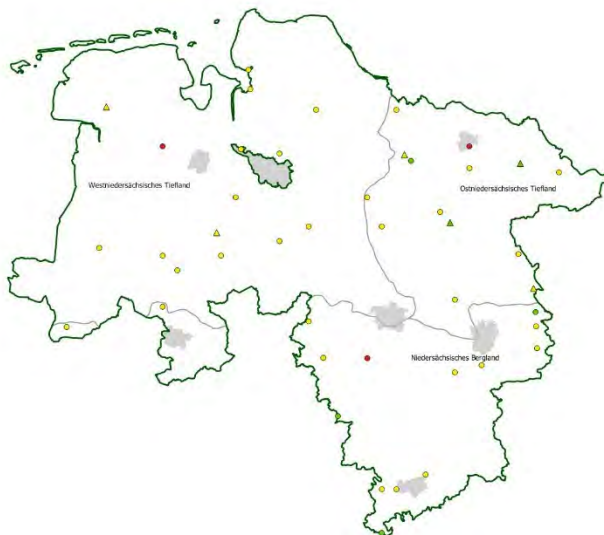 Westniedersächsisches Tiefland
Ostniedersächsisches Tiefland
Niedersächsisches Bergland